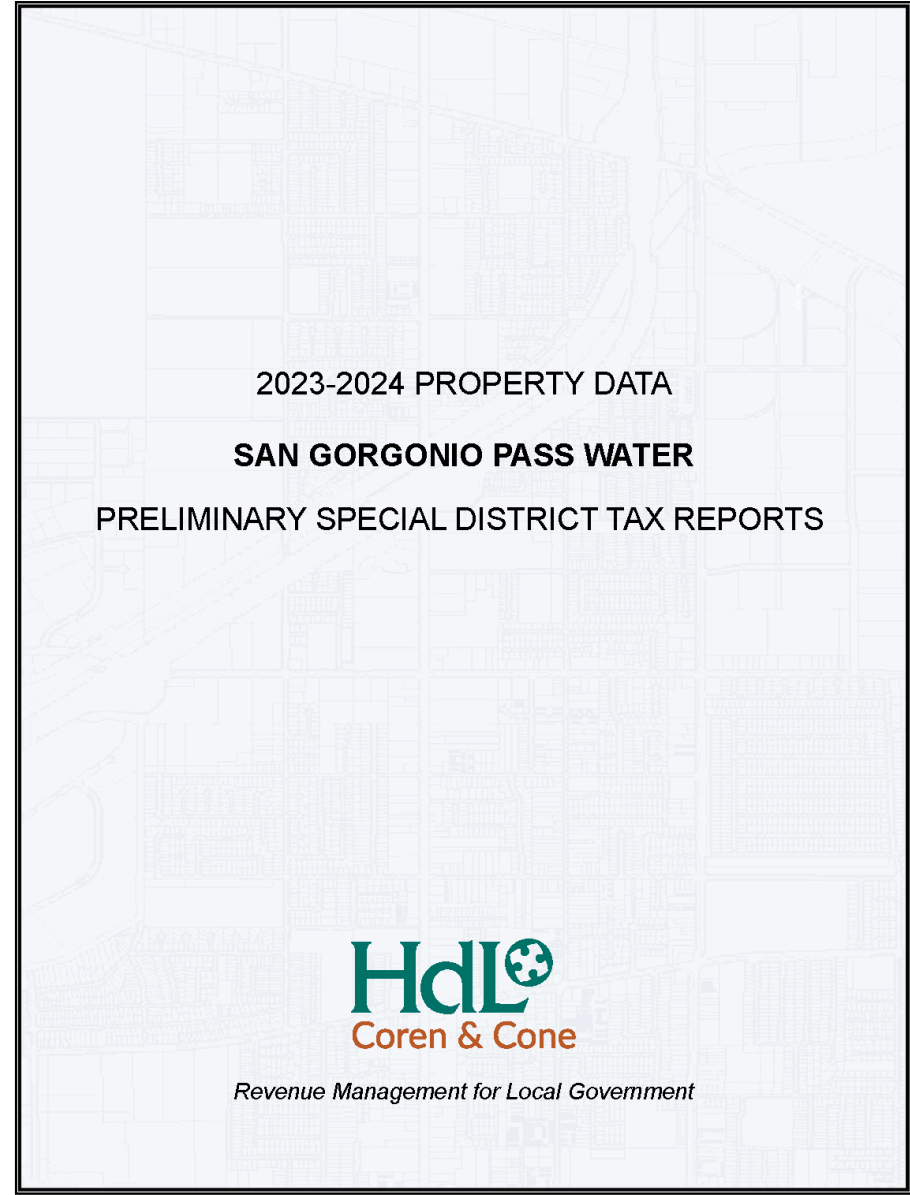 2023-2024 PROPERTY DATA
SAN GORGONIO PASS WATER
PRELIMINARY SPECIAL DISTRICT TAX REPORTS
HdL
Coren & Cone
Revenue Management for Local Government